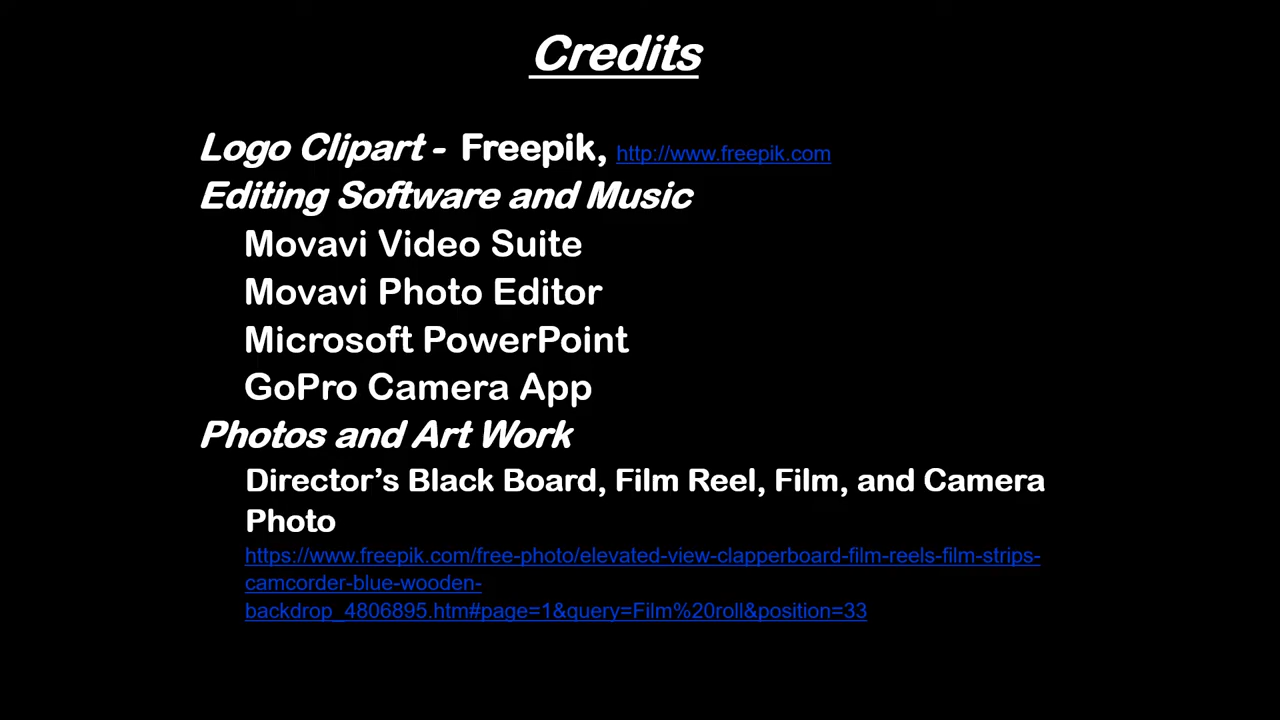 Credits
Logo Clipart - Freepik, http://www.freepik.com
Editing Software and Music
Movavi Video Suite
Movavi Photo Editor
Microsoft PowerPoint
GoPro Camera App
Photos and Art Work
Director’s Black Board, Film Reel, Film, and Camera
Photo
https://www.freepik.com/free-photo/elevated-view-clapperboard-film-reels-film-strips-
camcorder-blue-wooden-
backdrop_4806895.htm#page=1&query=Film%20roll&position=33